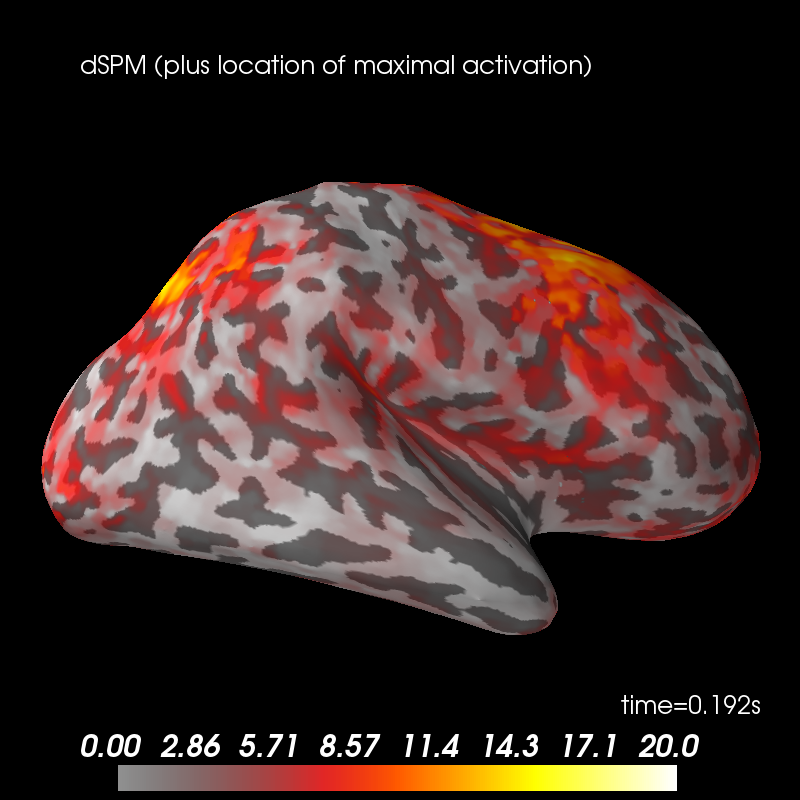 dSPM (plus location of maximal activation)
time=0.192s
0.00 2.86 5.71 8.57 11.4 14.3 17.1 20.0